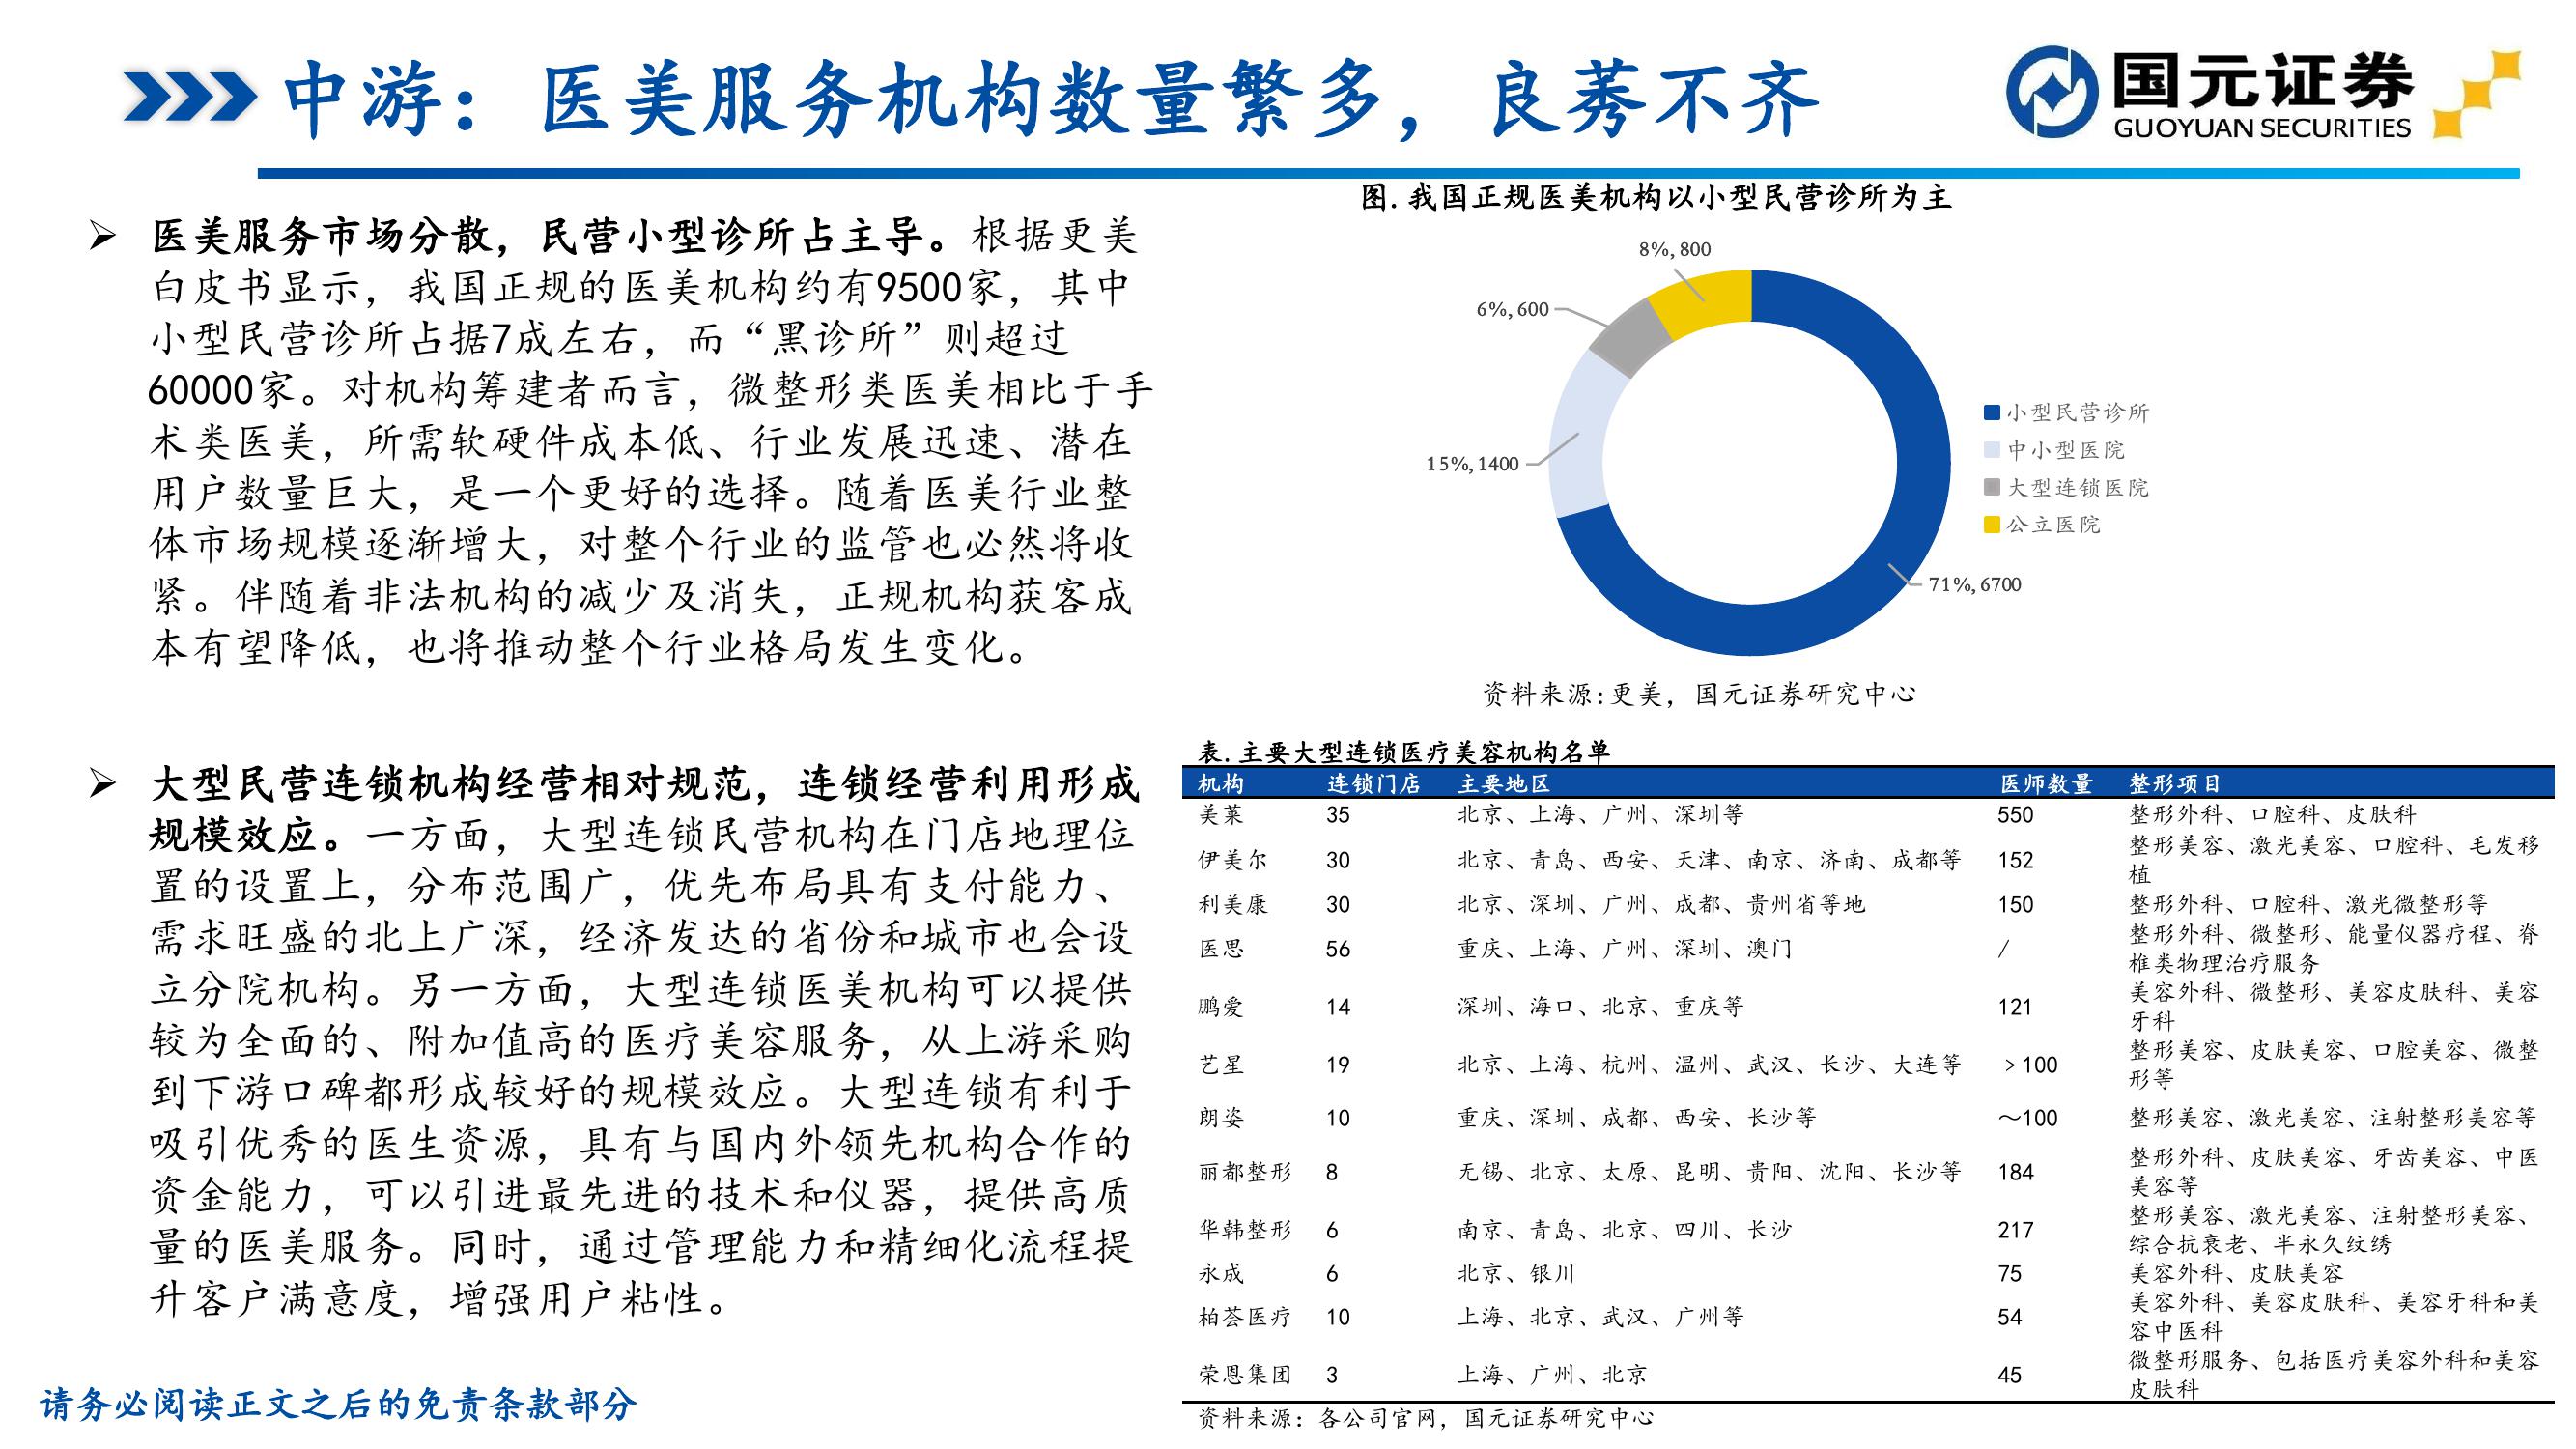 中游：医美服务机构数量繁多，良莠不齐
国元证券
GUOYUAN SECURITIES
医美服务市场分散，民营小型诊所占主导。根据更美
白皮书显示，我国正规的医美机构约有9500家，其中
小型民营诊所占据7成左右，而“黑诊所”则超过
60000家。对机构筹建者而言，微整形类医美相比于手
术类医美，所需软硬件成本低、行业发展迅速、潜在
用户数量巨大，是一个更好的选择。随着医美行业整
体市场规模逐渐增大，对整个行业的监管也必然将收
紧。伴随着非法机构的减少及消失，正规机构获客成
本有望降低，也将推动整个行业格局发生变化。
大型民营连锁机构经营相对规范，连锁经营利用形成
规模效应。一方面，大型连锁民营机构在门店地理位
置的设置上，分布范围广，优先布局具有支付能力、
需求旺盛的北上广深，经济发达的省份和城市也会设
立分院机构。另一方面，大型连锁医美机构可以提供
较为全面的、附加值高的医疗美容服务，从上游采购
到下游口碑都形成较好的规模效应。大型连锁有利于
吸引优秀的医生资源，具有与国内外领先机构合作的
资金能力，可以引进最先进的技术和仪器，提供高质
量的医美服务。同时，通过管理能力和精细化流程提
升客户满意度，增强用户粘性。
图.我国正规医美机构以小型民营诊所为主
8%, 800
6%, 600
15%, 1400
71%, 6700
小型民营诊所
中小型医院
大型连锁医院
公立医院
资料来源:更美，国元证券研究中心
表.主要大型连锁医疗美容机构名单
机构 连锁门店 主要地区 医师数量 整形项目
美莱 35 北京、上海、广州、深圳等 550 整形外科、口腔科、皮肤科
伊美尔 30 北京、青岛、西安、天津、南京、济南、成都等 152 整形美容、激光美容、口腔科、毛发移
植
利美康 30 北京、深圳、广州、成都、贵州省等地 150 整形外科、口腔科、激光微整形等
医思 56 重庆、上海、广州、深圳、澳门 / 整形外科、微整形、能量仪器疗程、脊
椎类物理治疗服务
鹏爱 14 深圳、海口、北京、重庆等 121 美容外科、微整形、美容皮肤科、美容
牙科
艺星 19 北京、上海、杭州、温州、武汉、长沙、大连等 ＞100 整形美容、皮肤美容、口腔美容、微整
形等
朗姿 10 重庆、深圳、成都、西安、长沙等 ～100 整形美容、激光美容、注射整形美容等
丽都整形 8 无锡、北京、太原、昆明、贵阳、沈阳、长沙等 184 整形外科、皮肤美容、牙齿美容、中医
美容等
华韩整形 6 南京、青岛、北京、四川、长沙 217 整形美容、激光美容、注射整形美容、
综合抗衰老、半永久纹绣
永成 6 北京、银川 75 美容外科、皮肤美容
柏荟医疗 10 上海、北京、武汉、广州等 54 美容外科、美容皮肤科、美容牙科和美
容中医科
荣恩集团 3 上海、广州、北京 45 微整形服务、包括医疗美容外科和美容
皮肤科
资料来源：各公司官网，国元证券研究中心
请务必阅读正文之后的免责条款部分